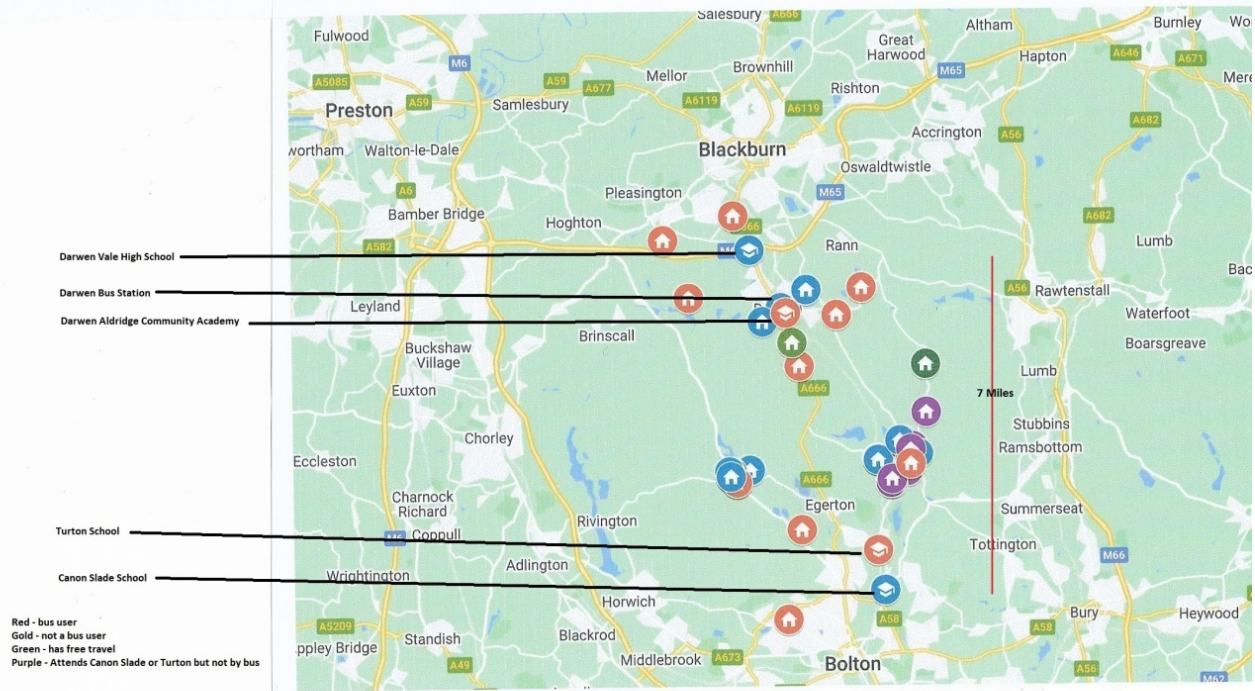 Salesbury
A666
Altham
Burnley
Fulwood
M6
Great
Harwood
Hapton
A646
A671
A5085
A59
A677
Mellor
Brownhill
M65
Preston
A59
Samlesbury
A6119
A6119
Rishton
A682
Walton-le-Dale
Blackburn
Accrington
A56
Oswaldtwistle
A6
Pleasington
M65
Bamber Bridge
Hoghton
A682
A582
Rann
Lumb
Darwen Vale High School
Darwen Bus Station
A56
Rawtenstall
Leyland
Waterfoot
Darwen Aldridge Community Academy
Brinscall
Boarsgreave
Buckshaw
Village
Lumb
Euxton
A666
7 Miles
Stubbins
Chorley
Ramsbottom
Eccleston
A666
Charnock
Richard
Egerton
Summerseat
Rivington
Turton School
M6
Coppull
Tottington
M66
Adlington
Canon Slade School
Wrightington
Horwich
A58
Bury
Heywood
Red - bus user
Gold - not a bus user
Green - has free travel
Purple - Attends Canon Slade or Turton but not by bus
A5209
Standish
Blackrod
A58
A49
Middlebrook
A673
Bolton
A56
M62